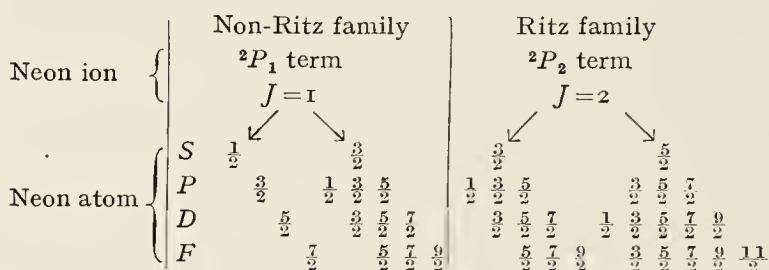 Non-Ritz family Ritz family
Neon ion { ²P₁ term ²P₂ term
J=1 J=2
Neon atom { S 1/2 3/2 3/2 5/2
P 3/2 1/2 3/2 5/2 1/2 3/2 5/2 3/2 5/2 7/2
D 5/2 3/2 5/2 7/2 3/2 5/2 7/2 1/2 3/2 5/2 7/2 9/2
F 7/2 5/2 7/2 9/2 5/2 7/2 9/2 3/2 5/2 7/2 9/2 11/2